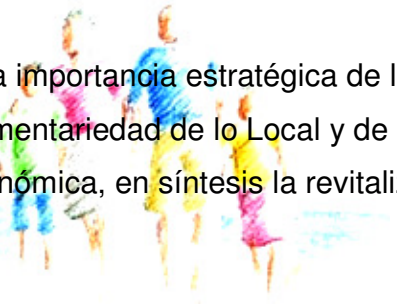 a importancia estratégica de l
mentariedad de lo Local y de
nómica, en síntesis la revitali